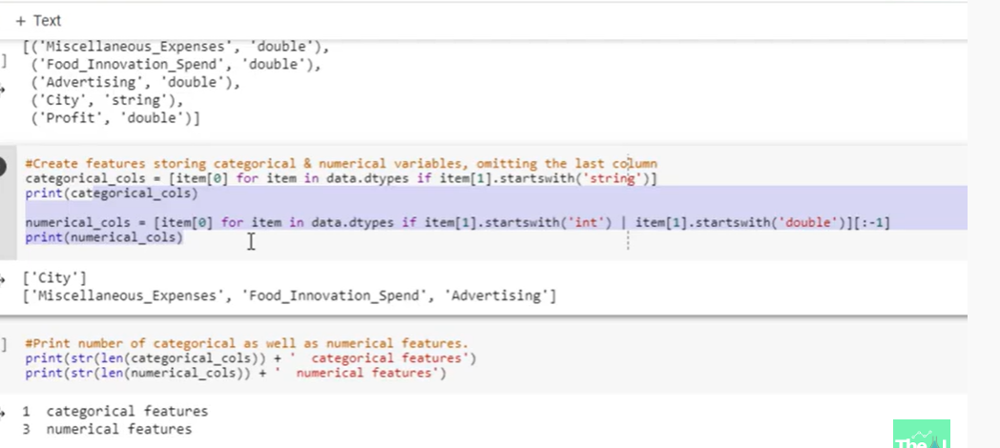 + Text
[('Miscellaneous_Expenses', 'double'),
('Food_Innovation_Spend', 'double'),
('Advertising', 'double'),
('City', 'string'),
('Profit', 'double')]
#Create features storing categorical & numerical variables, omitting the last column
categorical_cols = [item[0] for item in data.dtypes if item[1].startswith('string')]
print(categorical_cols)
numerical_cols = [item[0] for item in data.dtypes if item[1].startswith('int') | item[1].startswith('double')][:-1]
print(numerical_cols)
['City']
['Miscellaneous_Expenses', 'Food_Innovation_Spend', 'Advertising']
#Print number of categorical as well as numerical features.
print(str(len(categorical_cols)) + '  categorical features')
print(str(len(numerical_cols)) + '  numerical features')
1  categorical features
3  numerical features